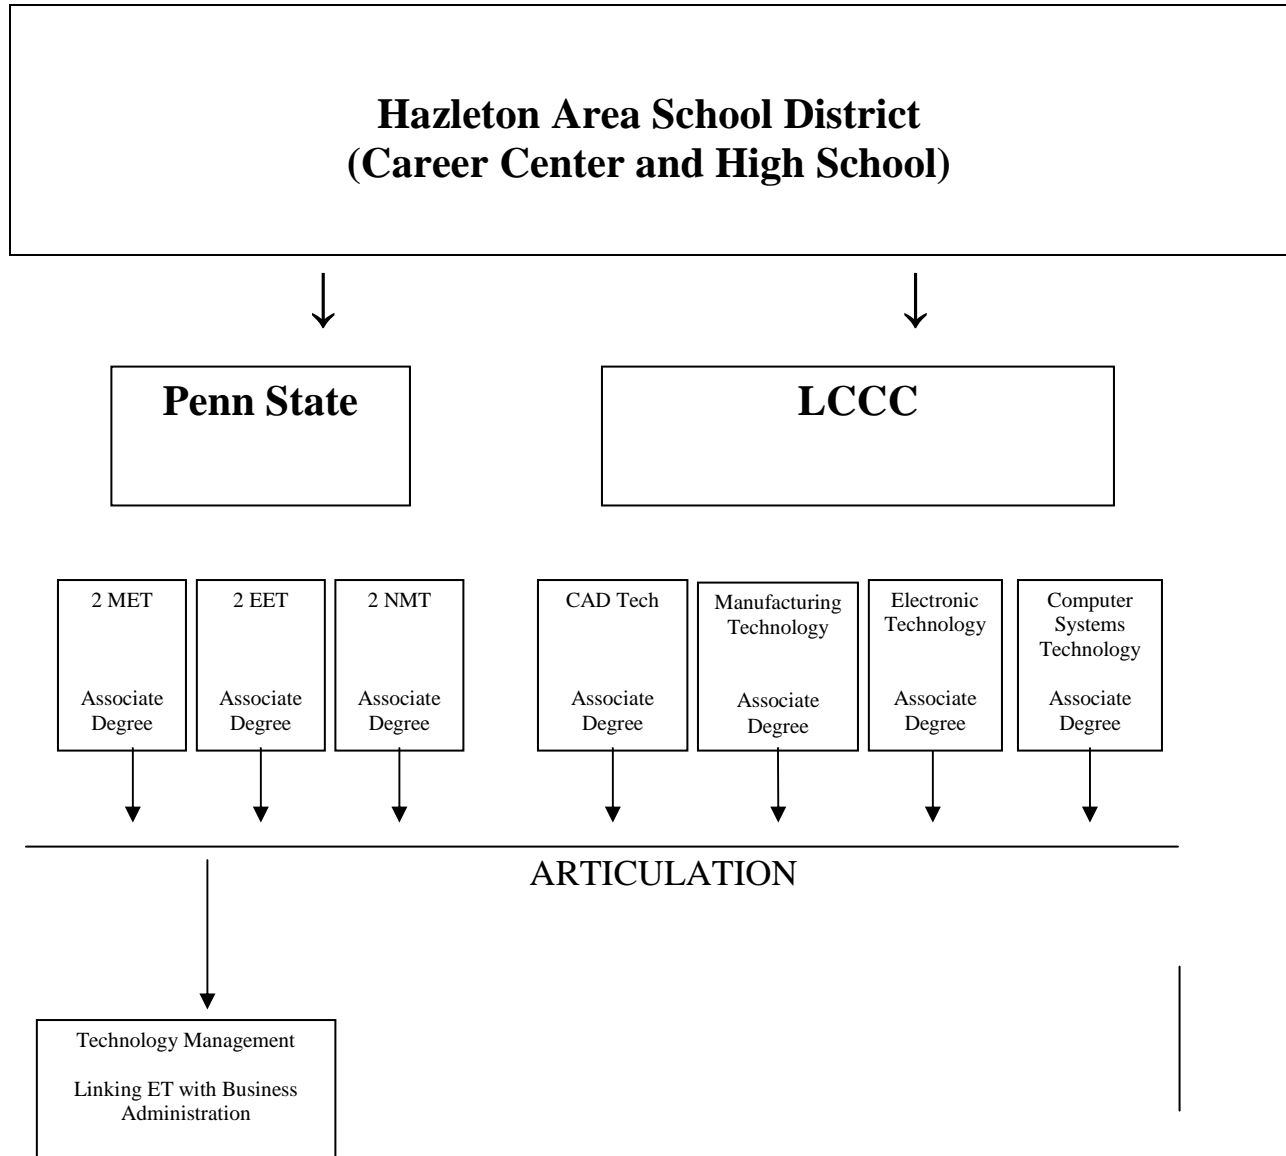 Hazleton Area School District
(Career Center and High School)
Penn State
LCCC
2 MET
Associate
Degree
2 EET
Associate
Degree
2 NMT
Associate
Degree
CAD Tech
Associate
Degree
Manufacturing
Technology
Associate
Degree
Electronic
Technology
Associate
Degree
Computer
Systems
Technology
Associate
Degree
ARTICULATION
Technology Management
Linking ET with Business
Administration